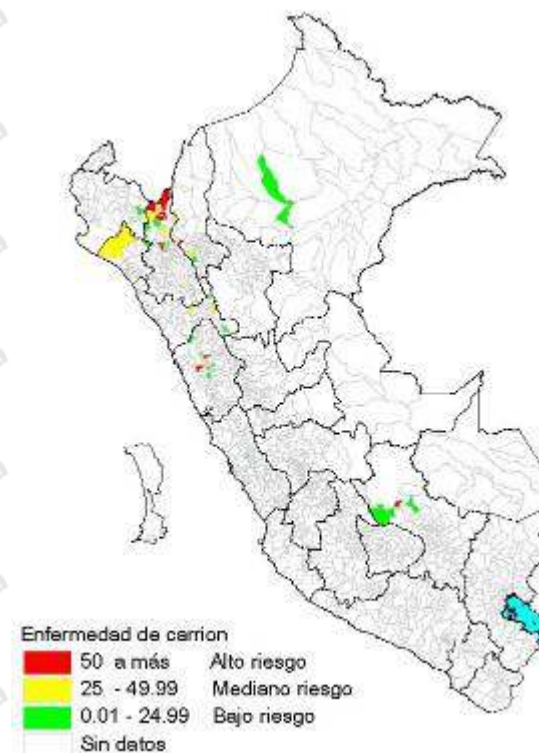 Enfermedad de carrion
50 a más Alto riesgo
25 - 49.99 Mediano riesgo
0.01 - 24.99 Bajo riesgo
Sin datos